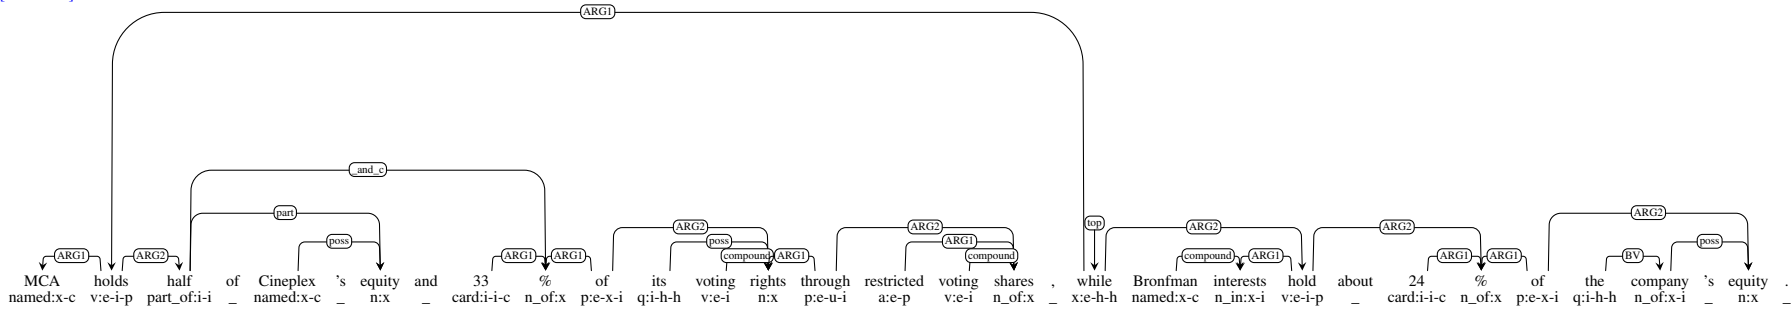 ARG1
_and_c
part
ARG2 ARG2 top ARG2 ARG2 ARG2
poss poss ARG1 poss
ARG1 ARG2 ARG1 ARG1 compound ARG1 compound compound ARG1 ARG1 ARG1 BV
MCA holds half of Cineplex 's equity and 33 % of its voting rights through restricted voting shares , while Bronfman interests hold about 24 % of the company 's equity .
named:x-c v:e-i-p part_of:i-i _ named:x-c _ n:x _ card:i-i-c n_of:x p:e-x-i q:i-h-h v:e-i n:x p:e-u-i a:e-p v:e-i n_of:x _ x:e-h-h named:x-c n_in:x-i v:e-i-p _ card:i-i-c n_of:x p:e-x-i q:i-h-h n_of:x-i _ n:x _